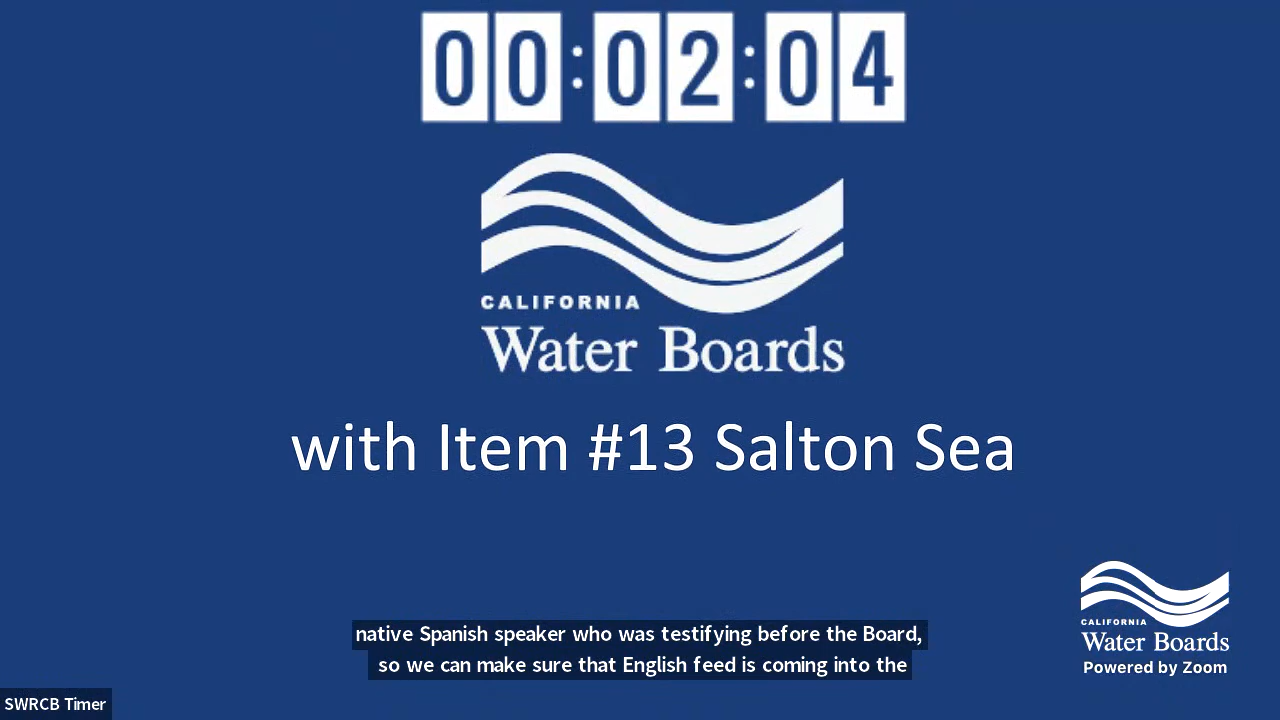 00:02:04
CALIFORNIA
Water Boards
with Item #13 Salton Sea
CALIFORNIA
Water Boards
Powered by Zoom
native Spanish speaker who was testifying before the Board,
so we can make sure that English feed is coming into the
SWRCB Timer